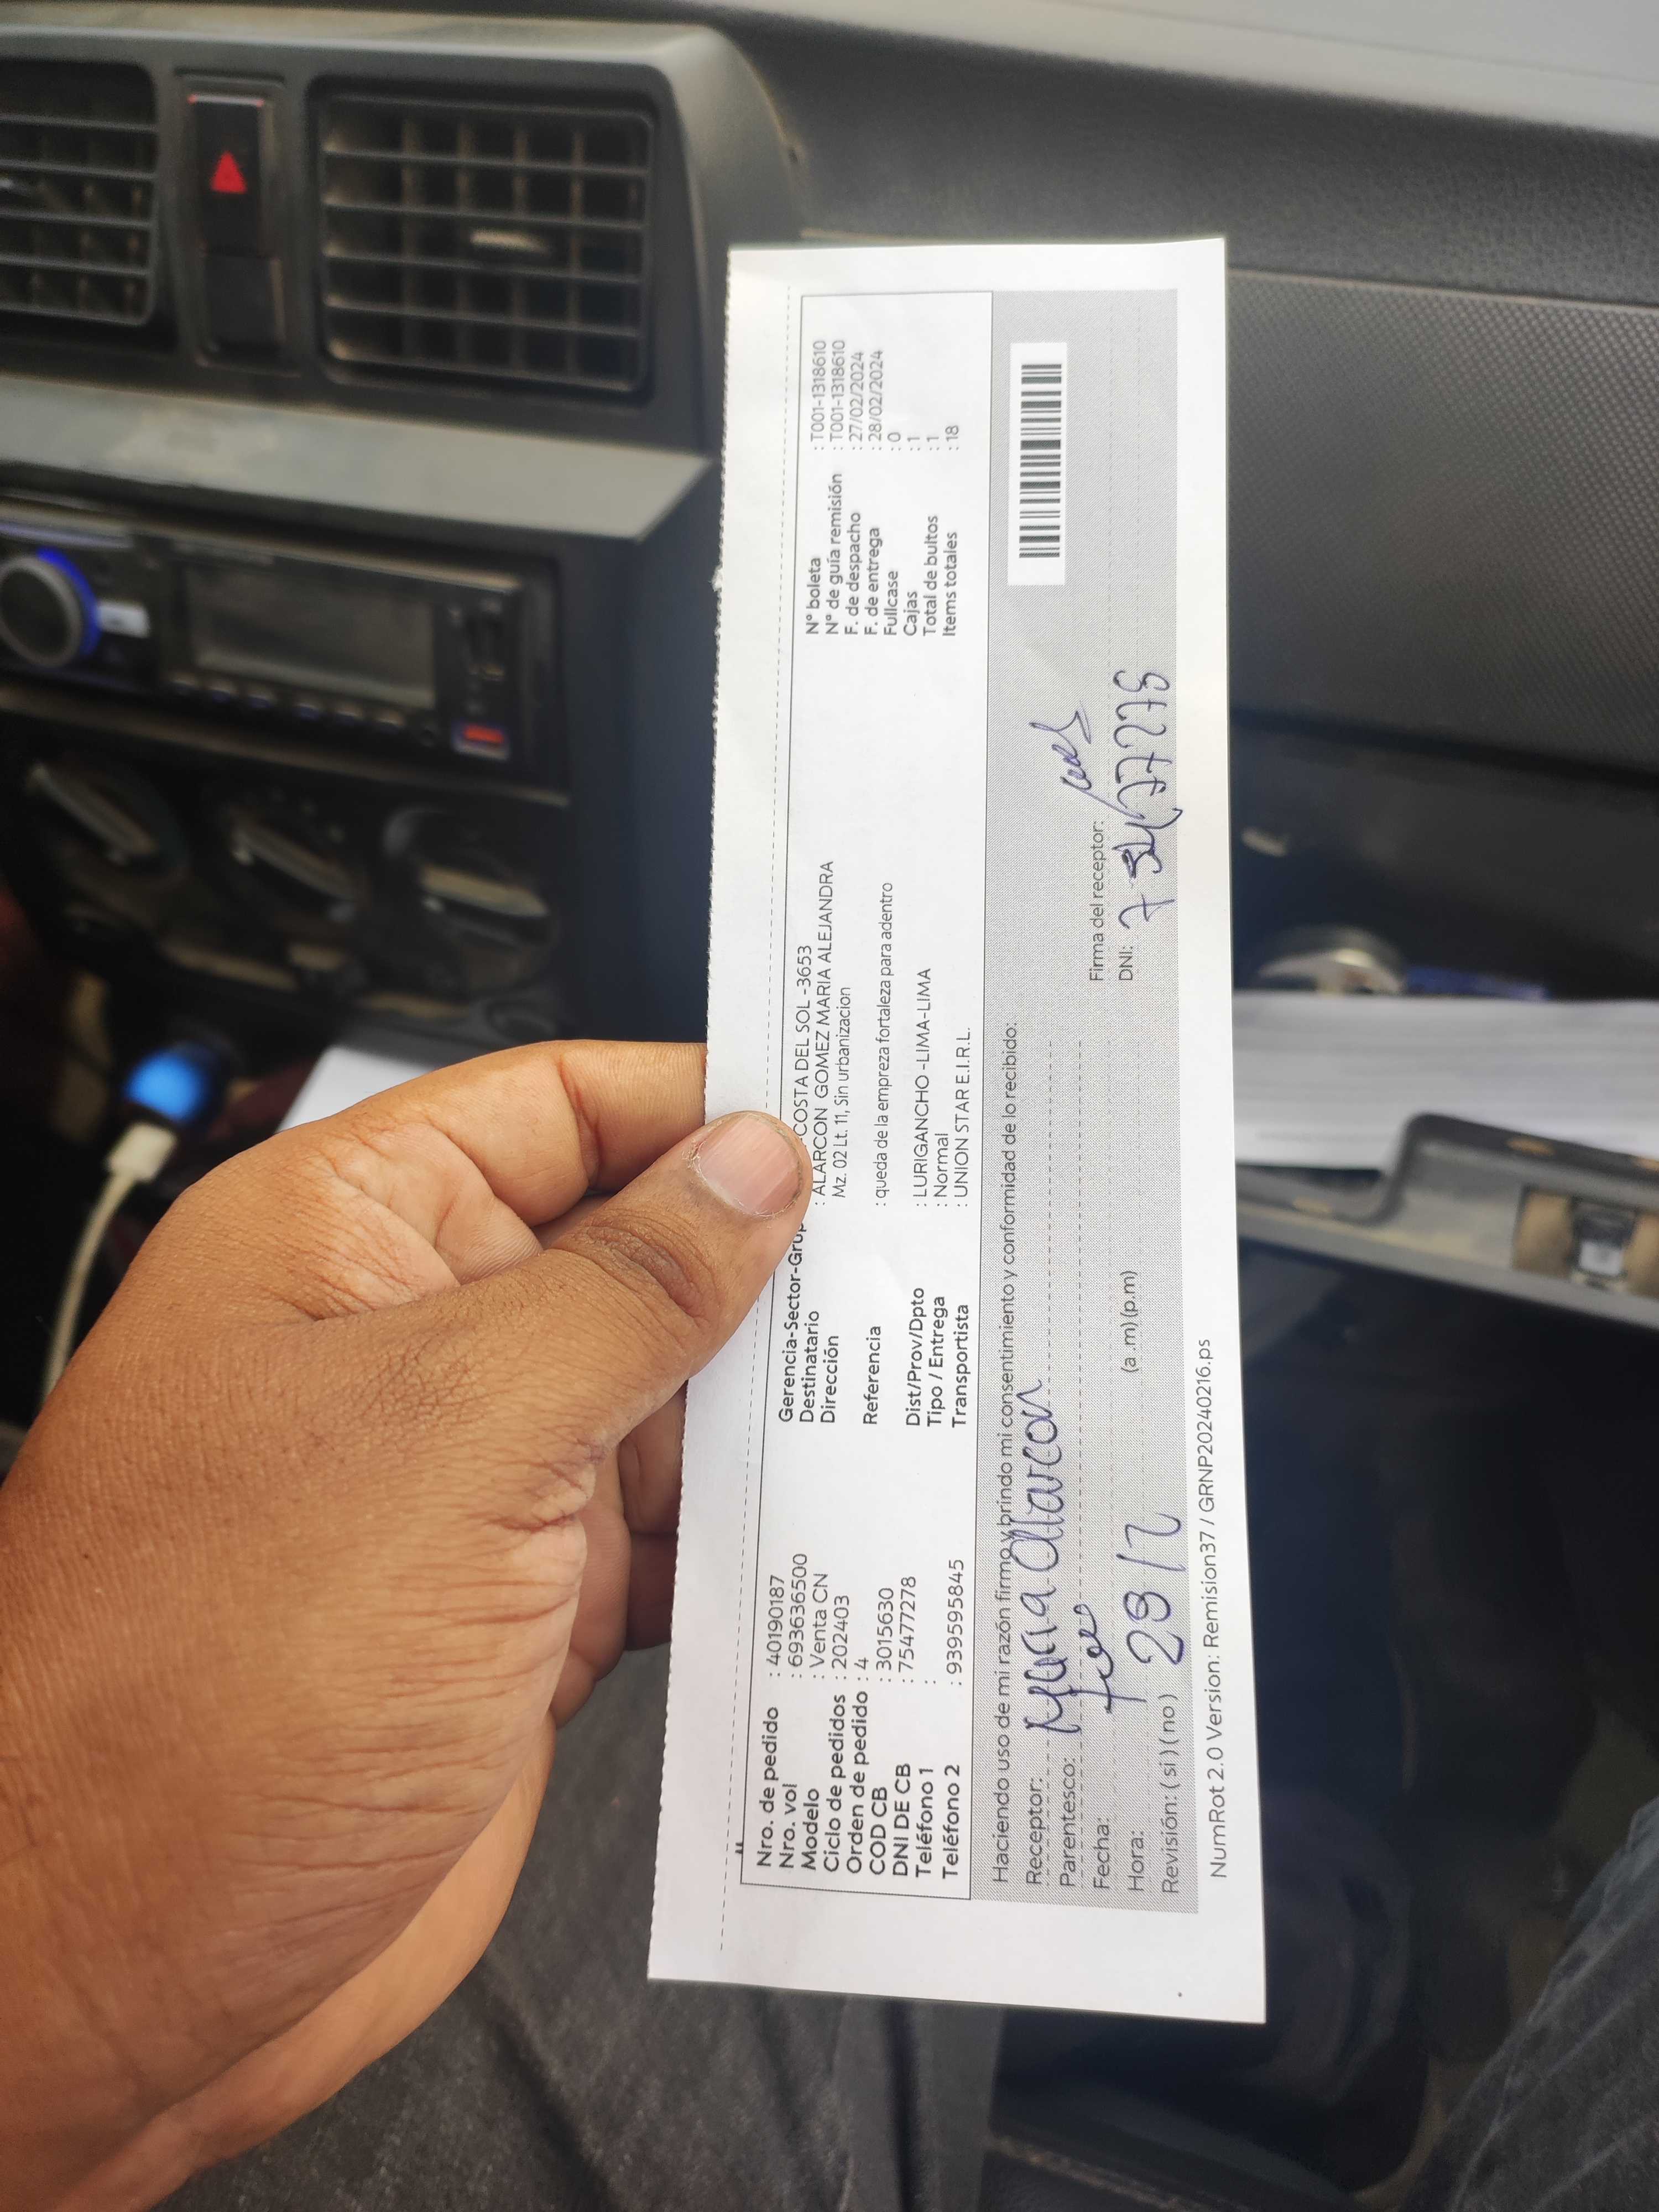 Nro. de pedido : 40190187
Nro. vol : 693636500
Modelo : Venta CN
Ciclo de pedidos : 202403
Orden de pedido : 4
COD CB : 3015630
DNI DE CB : 75477278
Teléfono 1 :
Teléfono 2 : 939595845
Gerencia-Sector-Grup COSTA DEL SOL -3653
Destinatario : ALARCON GOMEZ MARIA ALEJANDRA
Dirección Mz. 02 Lt. 11, Sin urbanizacion
Referencia : queda de la empreza fortaleza para adentro
Dist/Prov/Dpto : LURIGANCHO -LIMA-LIMA
Tipo / Entrega : Normal
Transportista : UNION STAR E.I.R.L.
N° boleta : T001-1318610
N° de guía remisión : T001-1318610
F. de despacho : 27/02/2024
F. de entrega : 28/02/2024
Fullcase : 0
Cajas : 1
Total de bultos : 1
Items totales : 18
Haciendo uso de mi razón firmo y brindo mi consentimiento y conformidad de lo recibido:
Receptor: Maria Alarcon
Parentesco:
Fecha:
Hora: (a .m) (p.m)
Revisión: ( si ) ( no ) 28/2
Firma del receptor:
DNI:
NumRot 2.0 Version: Remision37 / GRNP20240216.ps